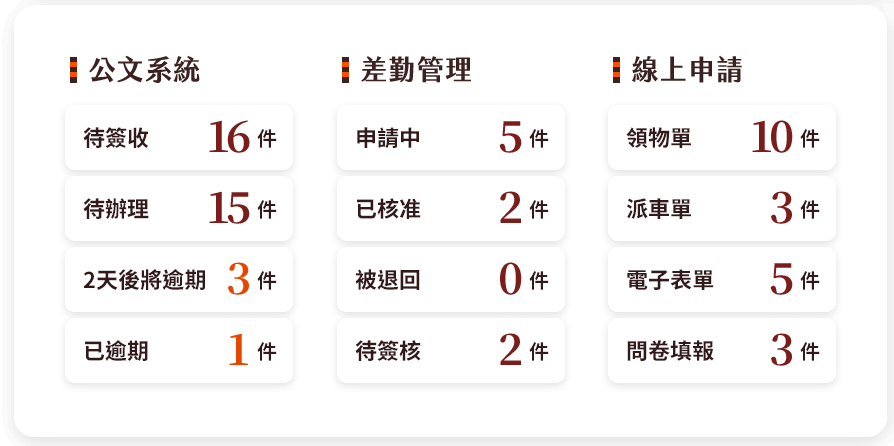 公文系統
待簽收 16 件
待辦理 15 件
2天後將逾期 3 件
已逾期 1 件
差勤管理
申請中 5 件
已核准 2 件
被退回 0 件
待簽核 2 件
線上申請
領物單 10 件
派車單 3 件
電子表單 5 件
問卷填報 3 件